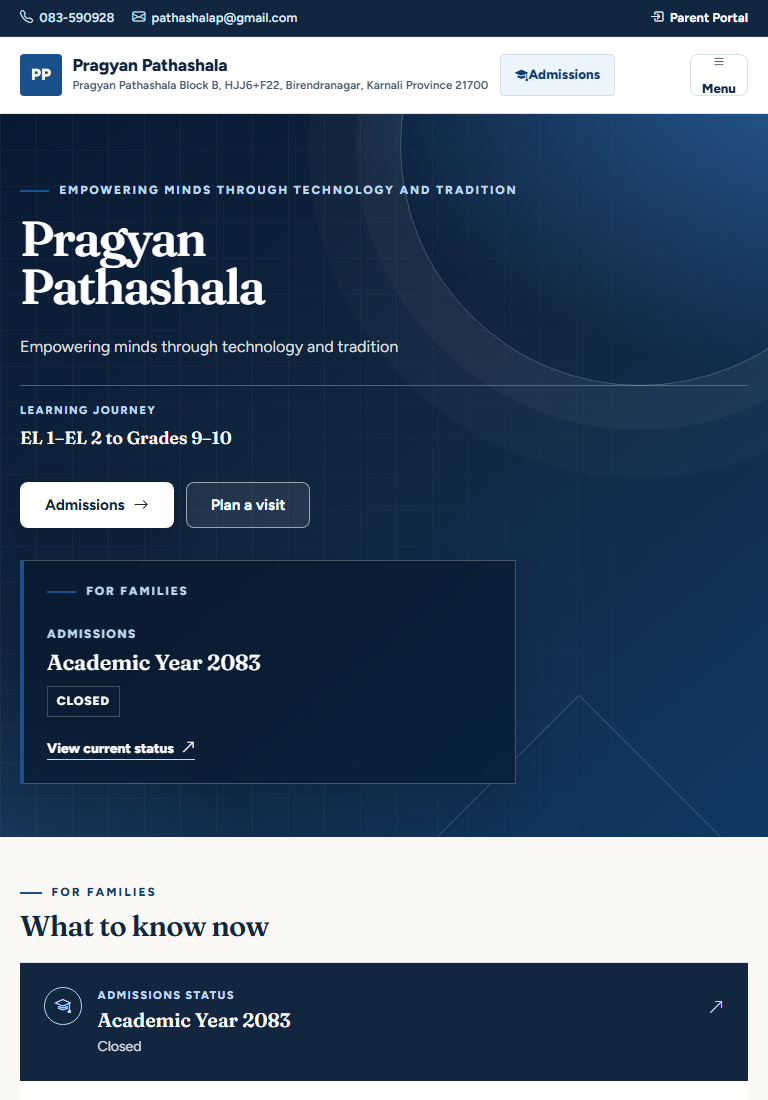 083-590928
pathashalap@gmail.com
Parent Portal
PP
Pragyan Pathashala
Pragyan Pathashala Block B, HJJ6+F22, Birendranagar, Karnali Province 21700
Admissions
Menu
EMPOWERING MINDS THROUGH TECHNOLOGY AND TRADITION
Pragyan
Pathashala
Empowering minds through technology and tradition
LEARNING JOURNEY
EL 1–EL 2 to Grades 9–10
Admissions
Plan a visit
FOR FAMILIES
ADMISSIONS
Academic Year 2083
CLOSED
View current status
FOR FAMILIES
What to know now
ADMISSIONS STATUS
Academic Year 2083
Closed